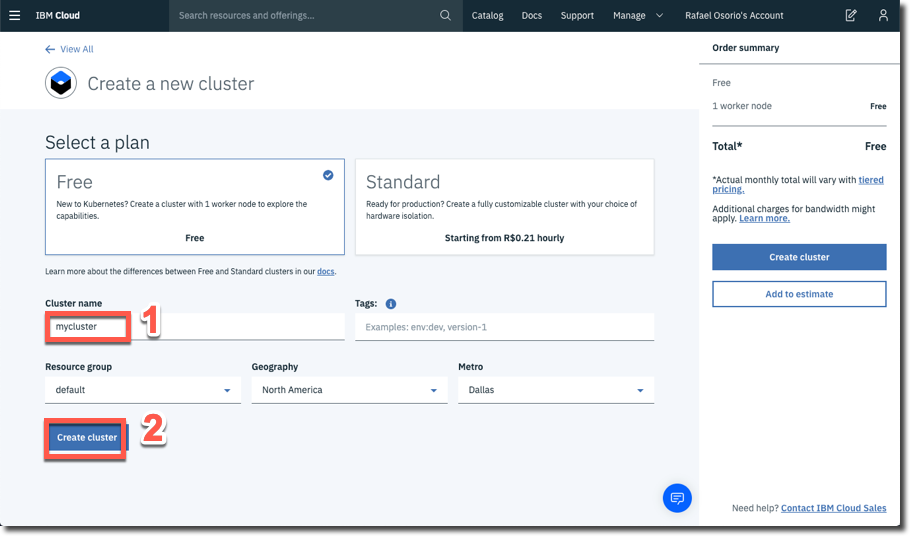 IBM Cloud
Search resources and offerings...
Catalog
Docs
Support
Manage
Rafael Osorio's Account
View All
Create a new cluster
Select a plan
Free
New to Kubernetes? Create a cluster with 1 worker node to explore the
capabilities.
Free
Standard
Ready for production? Create a fully customizable cluster with your choice of
hardware isolation.
Starting from R$0.21 hourly
Learn more about the differences between Free and Standard clusters in our docs.
Cluster name
mycluster
1
Tags:
Examples: env:dev, version-1
Resource group
default
Geography
North America
Metro
Dallas
Create cluster
2
Order summary
Free
1 worker node Free
Total* Free
*Actual monthly total will vary with tiered
pricing.
Additional charges for bandwidth might
apply. Learn more.
Create cluster
Add to estimate
Need help? Contact IBM Cloud Sales